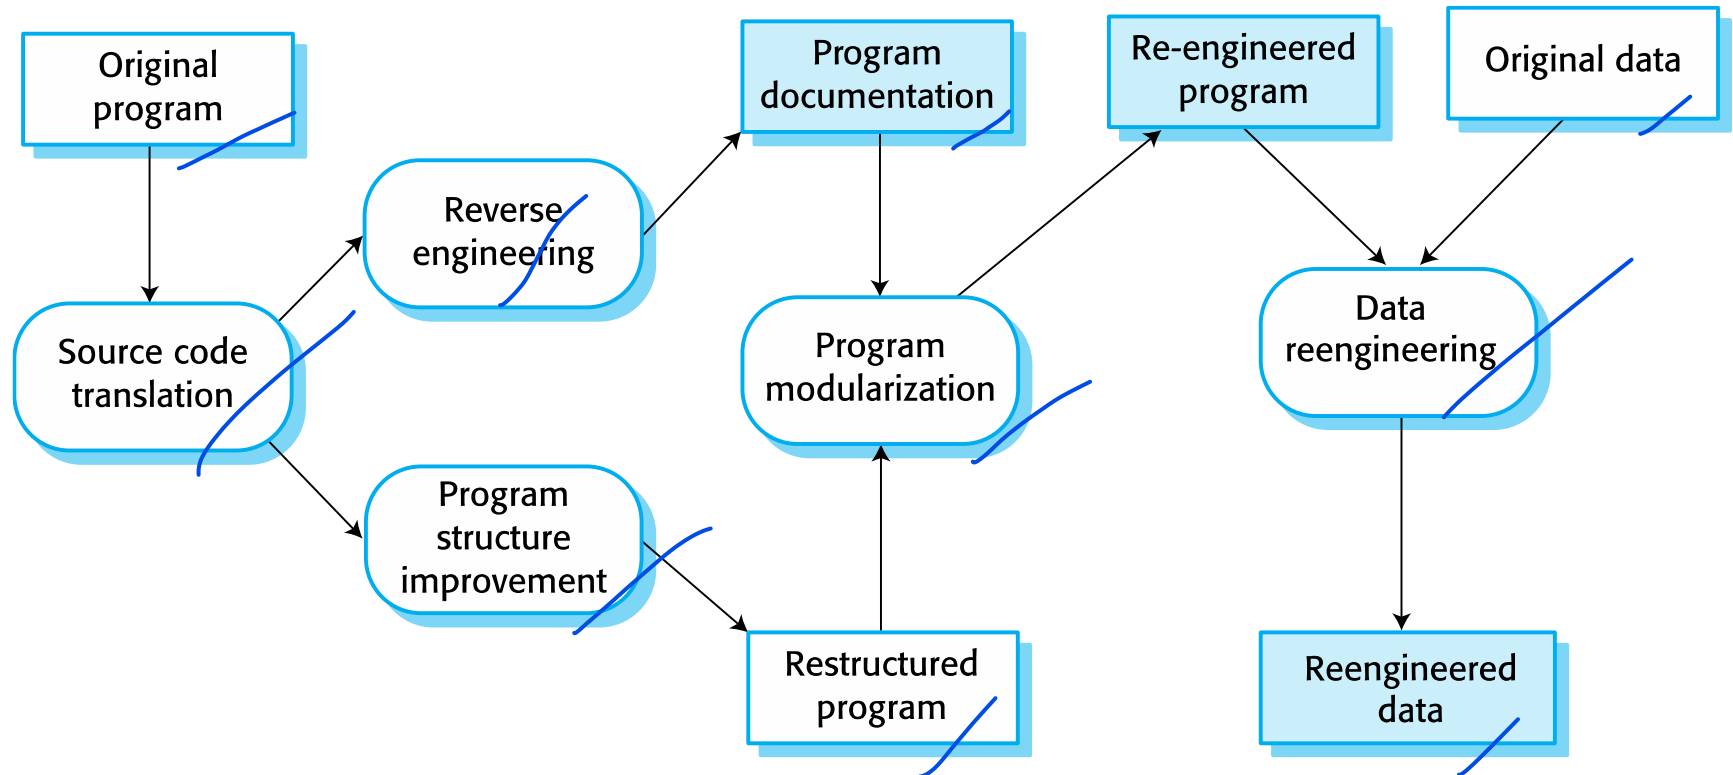 Original
program
Program
documentation
Re-engineered
program
Original data
Reverse
engineering
Source code
translation
Program
modularization
Data
reengineering
Program
structure
improvement
Restructured
program
Reengineered
data